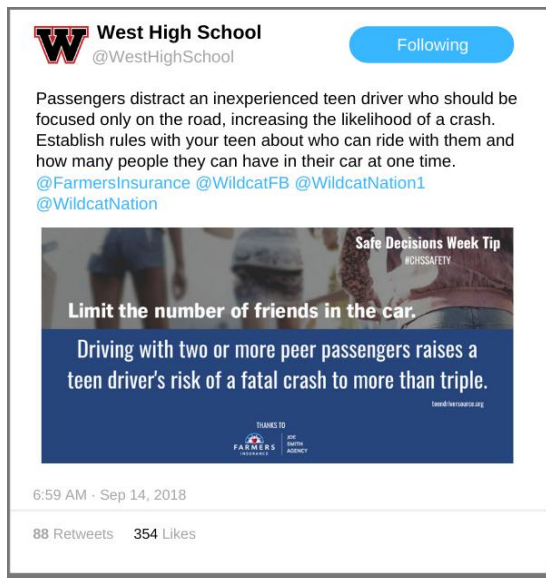 W West High School
@WestHighSchool
Following
Passengers distract an inexperienced teen driver who should be
focused only on the road, increasing the likelihood of a crash.
Establish rules with your teen about who can ride with them and
how many people they can have in their car at one time.
@FarmersInsurance @WildcatFB @WildcatNation1
@WildcatNation
Safe Decisions Week Tip
#CHSSAFETY
Limit the number of friends in the car.
Driving with two or more peer passengers raises a
teen driver's risk of a fatal crash to more than triple.
teendriversource.org
THANKS TO
FARMERS
INSURANCE
JOE
SMITH
AGENCY
6:59 AM · Sep 14, 2018
88 Retweets 354 Likes